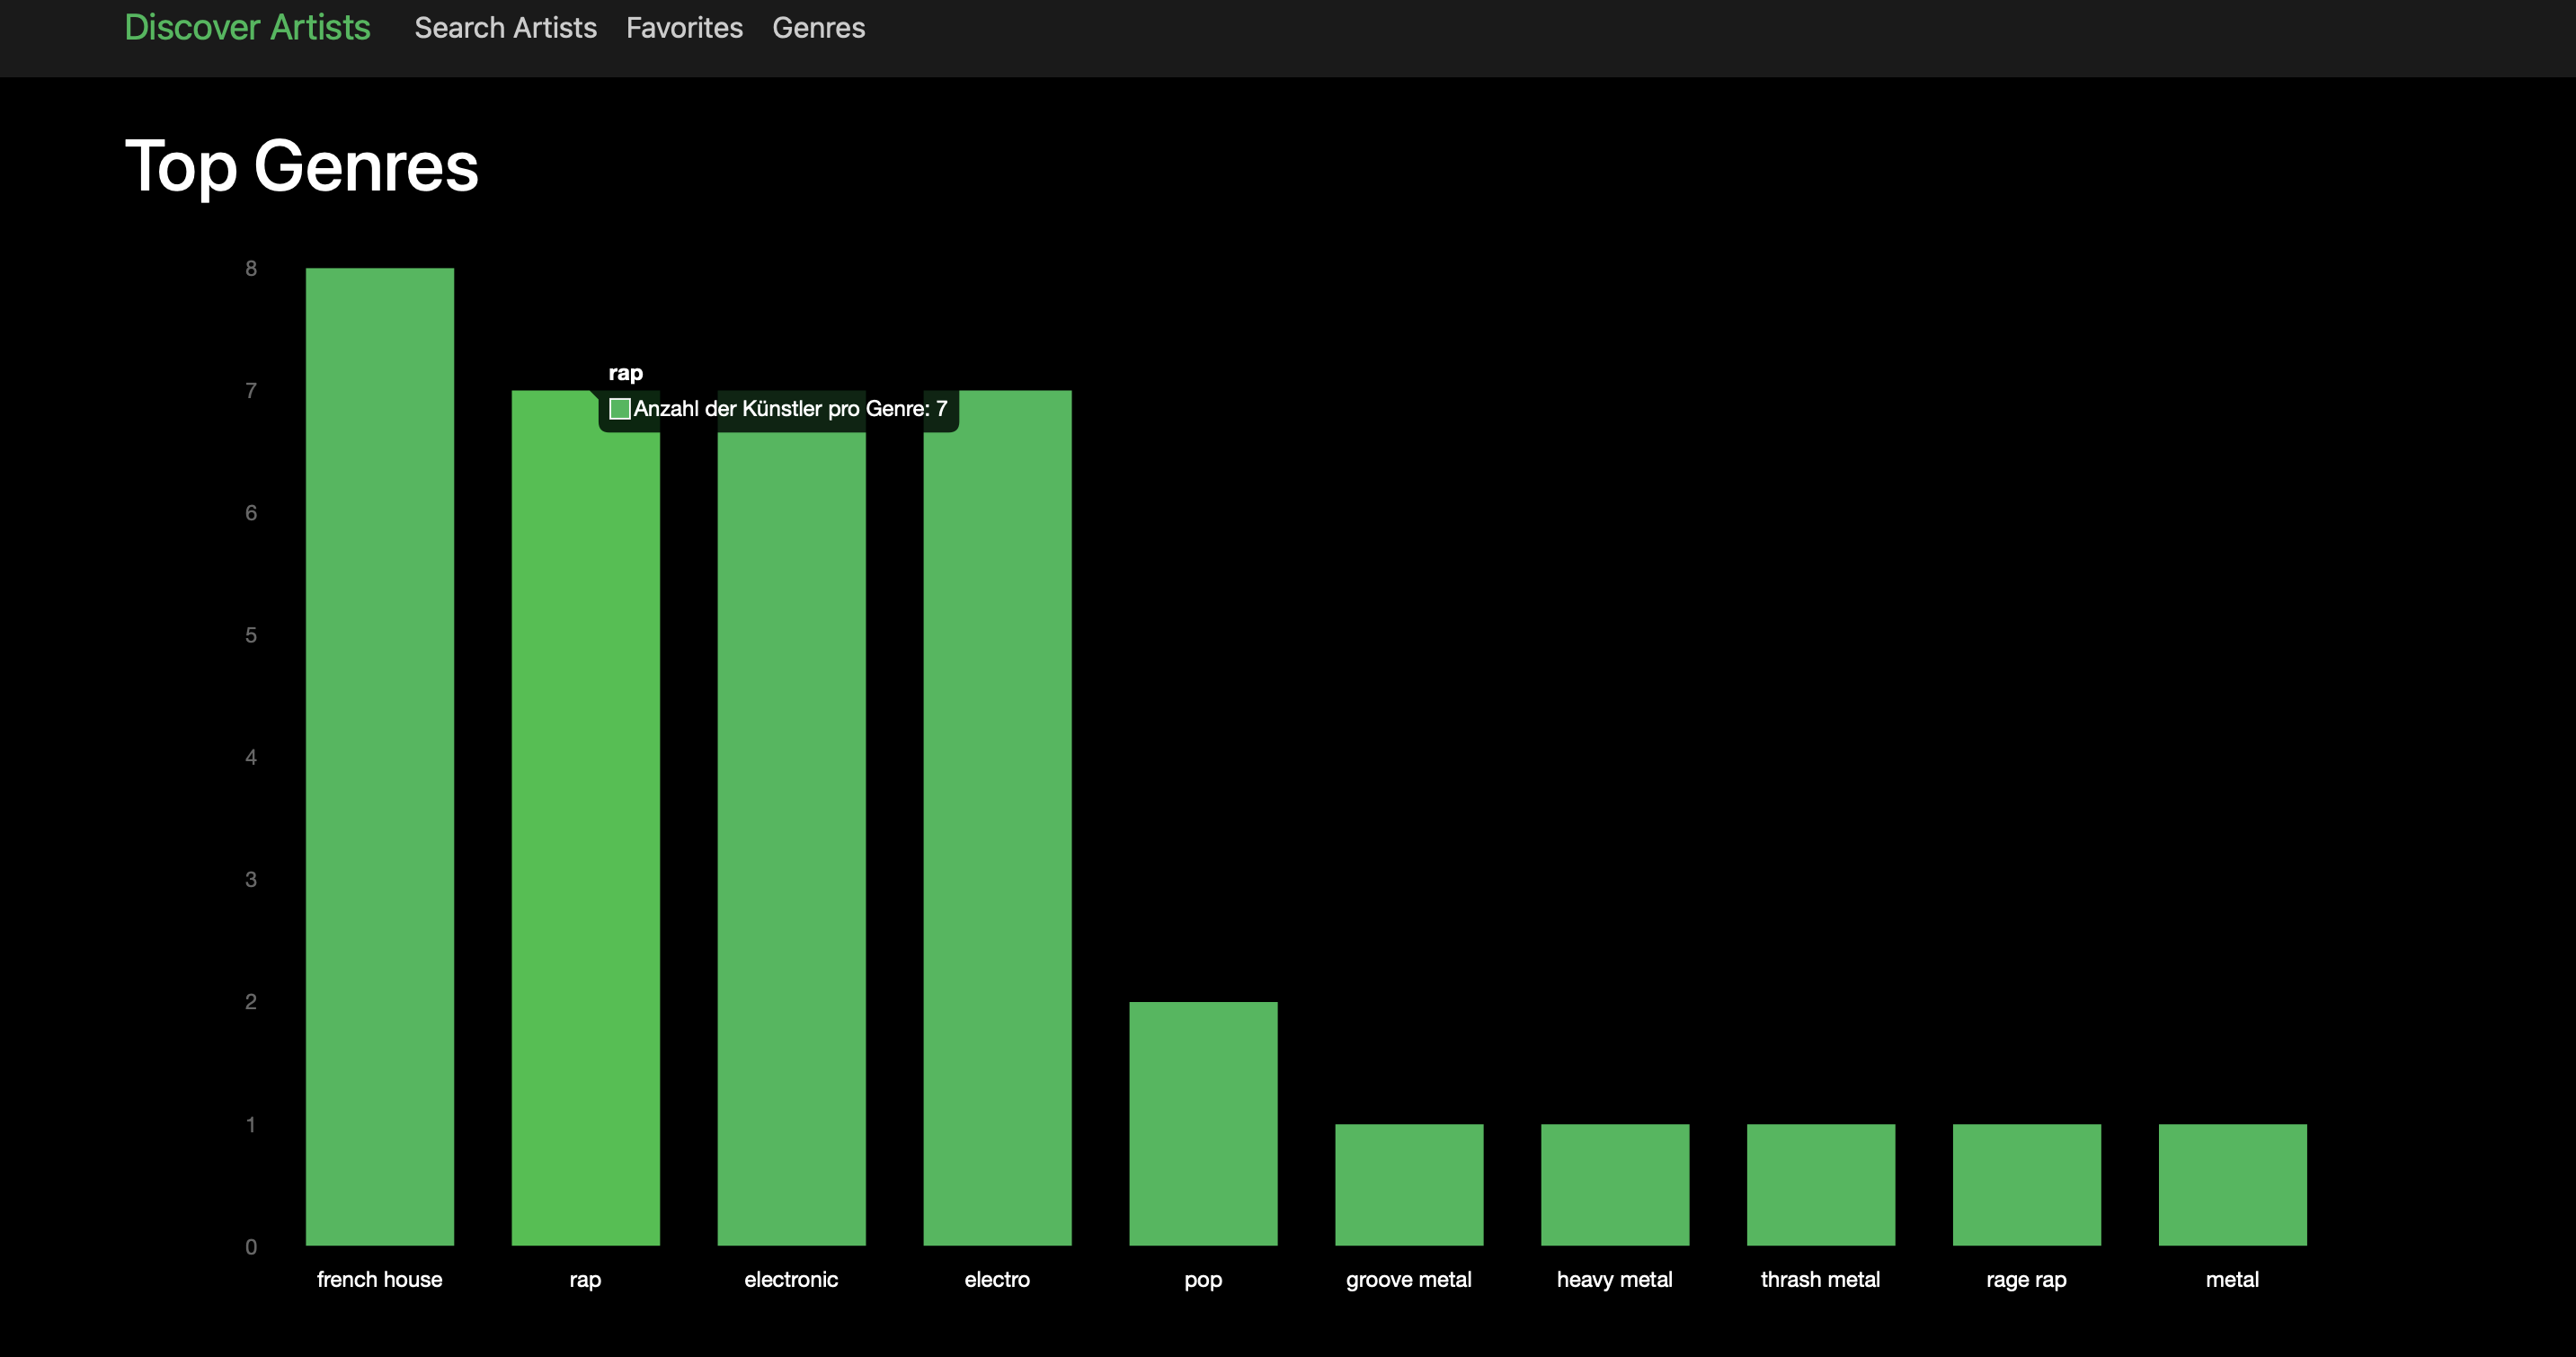 Discover Artists Search Artists Favorites Genres
Top Genres
8
7
6
5
4
3
2
1
0
rap
Anzahl der Künstler pro Genre: 7
french house rap electronic electro pop groove metal heavy metal thrash metal rage rap metal